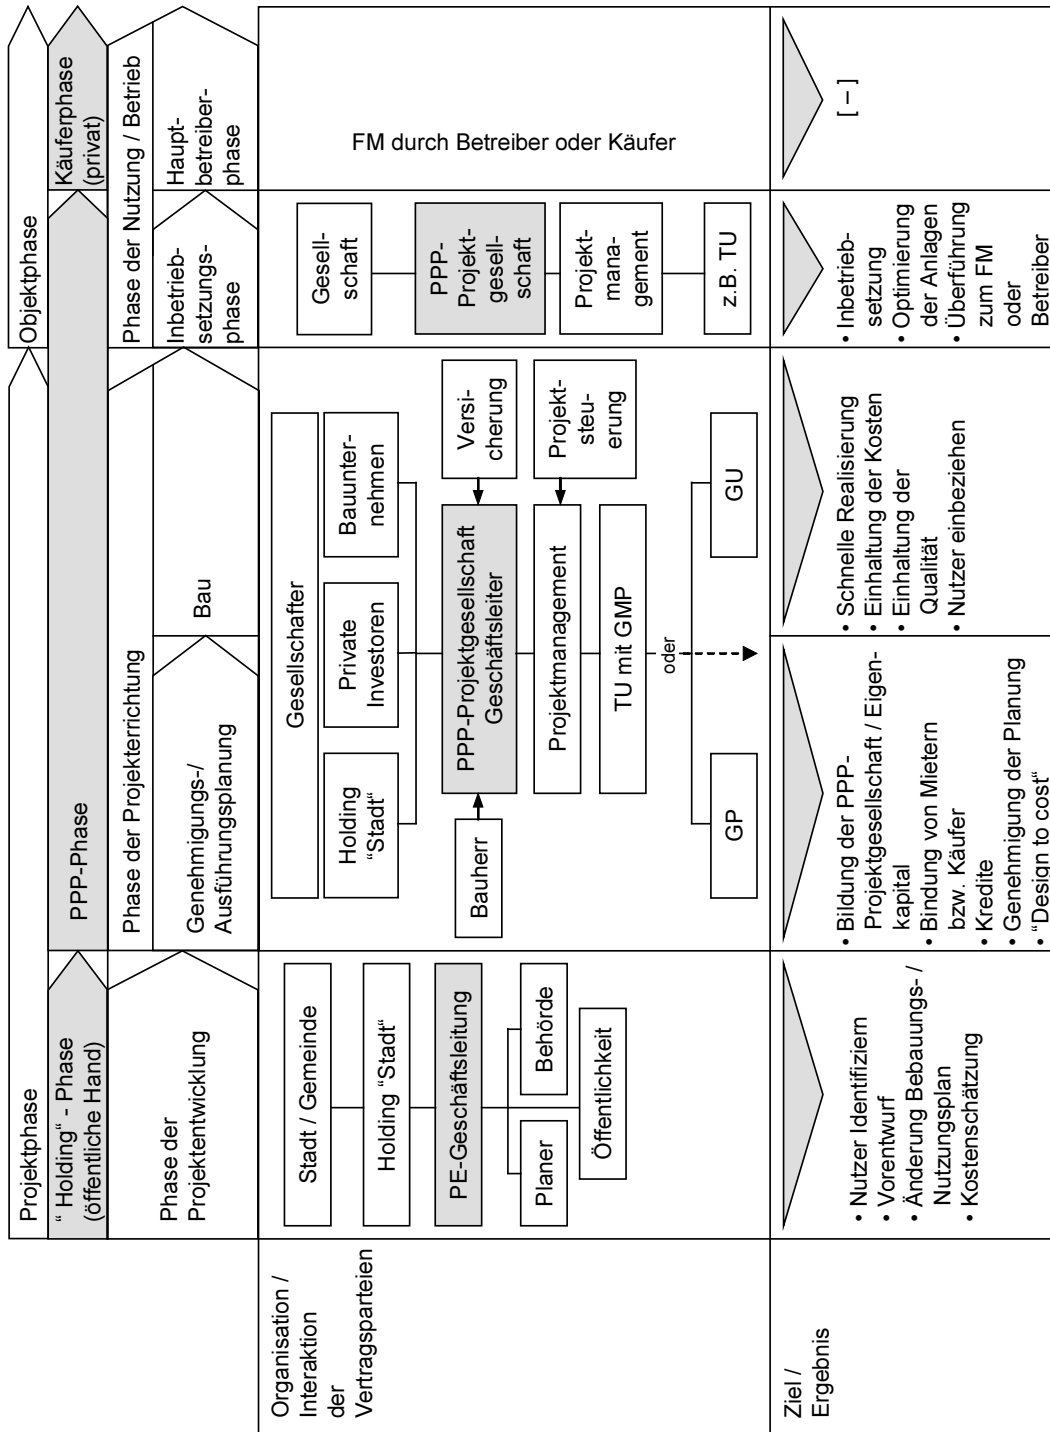 Projektphase
Objektphase
“ Holding“ - Phase
(öffentliche Hand)
PPP-Phase
Käuferphase
(privat)
Phase der
Projektentwicklung
Phase der Projekterrichtung
Phase der Nutzung / Betrieb
Genehmigungs-/
Ausführungsplanung
Bau
Inbetrieb-
setzungs-
phase
Haupt-
betreiber-
phase
Organisation /
Interaktion
der
Vertragsparteien
Stadt / Gemeinde
Holding “Stadt“
PE-Geschäftsleitung
Planer
Behörde
Öffentlichkeit
Gesellschafter
Holding
“Stadt“
Private
Investoren
Bauunter-
nehmen
Bauherr
PPP-Projektgesellschaft
Geschäftsleiter
Versi-
cherung
Projektmanagement
Projekt-
steu-
erung
TU mit GMP
oder
GP
GU
Gesell-
schaft
PPP-
Projekt-
gesell-
schaft
Projekt-
mana-
gement
z.B. TU
FM durch Betreiber oder Käufer
Ziel /
Ergebnis
• Nutzer Identifiziern
• Vorentwurf
• Änderung Bebauungs- /
Nutzungsplan
• Kostenschätzung
• Bildung der PPP-
Projektgesellschaft / Eigen-
kapital
• Bindung von Mietern
bzw. Käufer
• Kredite
• Genehmigung der Planung
• “Design to cost“
• Schnelle Realisierung
• Einhaltung der Kosten
• Einhaltung der
Qualität
• Nutzer einbeziehen
• Inbetrieb-
setzung
• Optimierung
der Anlagen
• Überführung
zum FM
oder
Betreiber
[ – ]